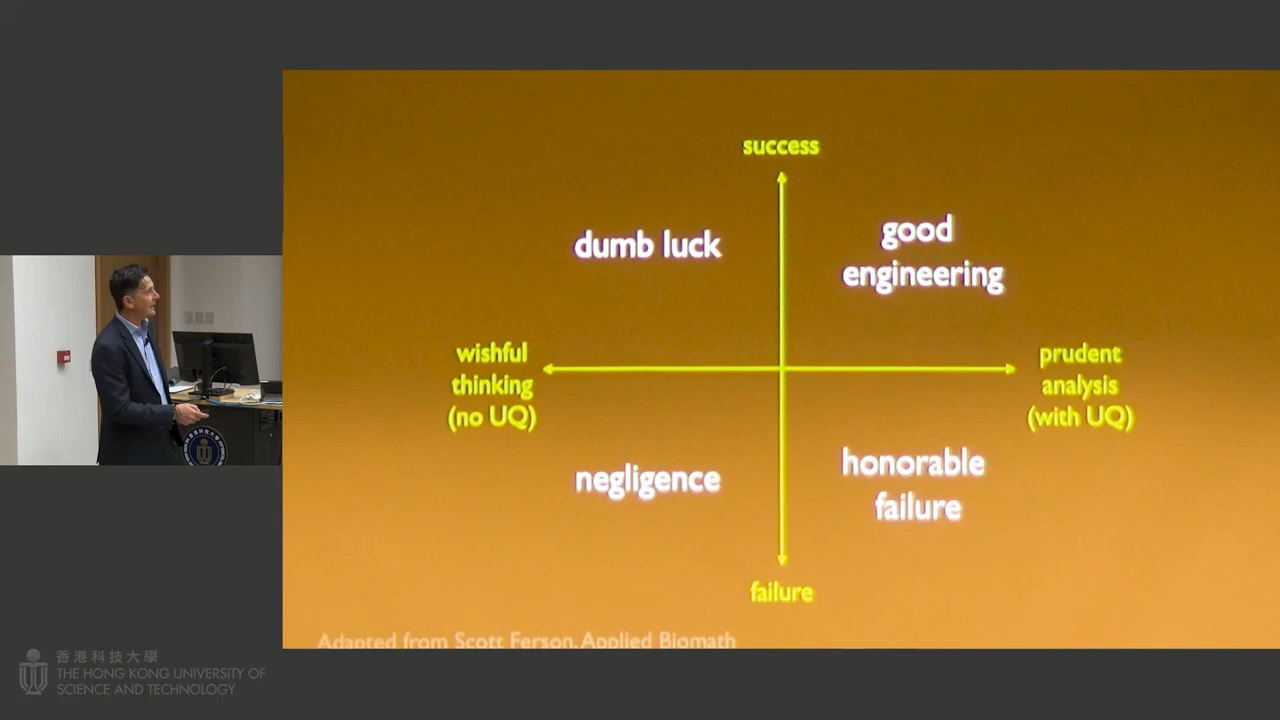 success
dumb luck
good
engineering
wishful
thinking
(no UQ)
prudent
analysis
(with UQ)
negligence
honorable
failure
failure
Adapted from Scott Ferson, Applied Biomath
香港科技大學
THE HONG KONG UNIVERSITY OF
SCIENCE AND TECHNOLOGY